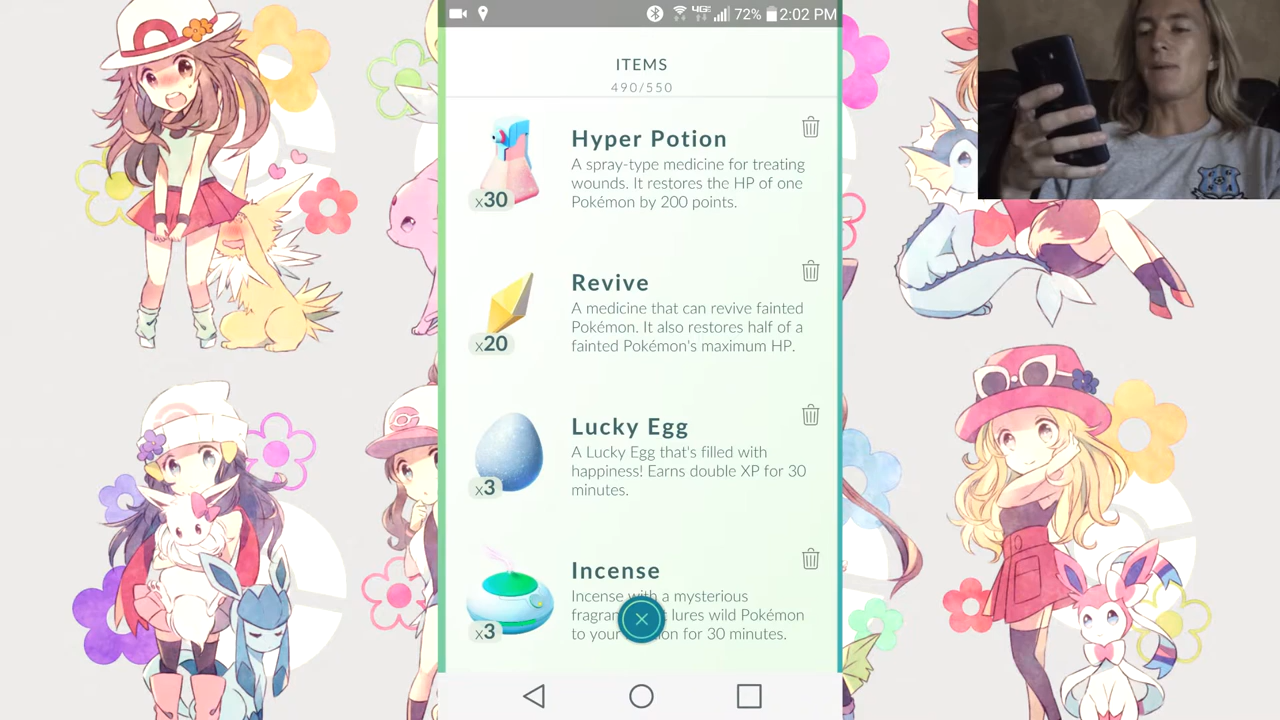 4GE 72% 2:02 PM
ITEMS
490/550
Hyper Potion
A spray-type medicine for treating
wounds. It restores the HP of one
Pokémon by 200 points.
x30
Revive
A medicine that can revive fainted
Pokémon. It also restores half of a
fainted Pokémon's maximum HP.
x20
Lucky Egg
A Lucky Egg that's filled with
happiness! Earns double XP for 30
minutes.
x3
Incense
Incense with a mysterious
lures wild Pokémon
to your for 30 minutes.
x3